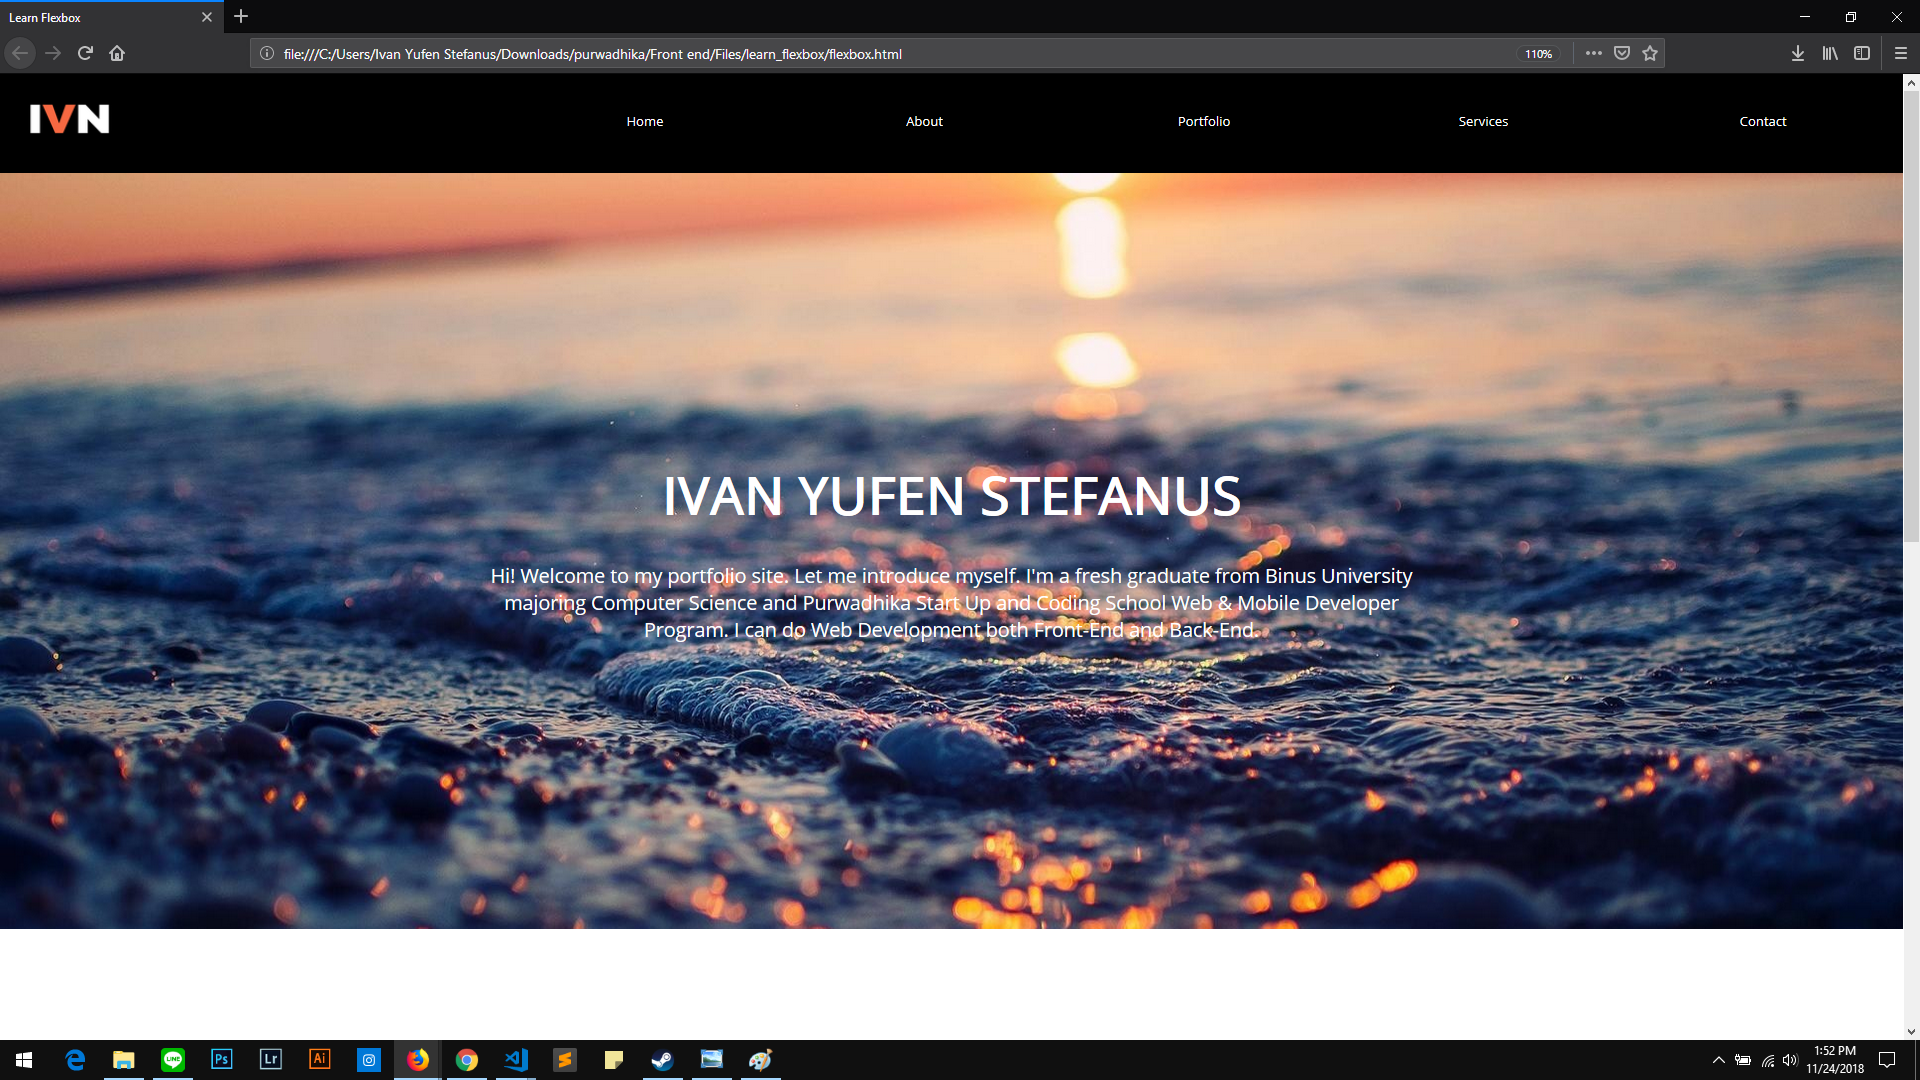 Learn Flexbox
file:///C:/Users/Ivan Yufen Stefanus/Downloads/purwadhika/Front end/Files/learn_flexbox/flexbox.html
110%
IVN
Home
About
Portfolio
Services
Contact
IVAN YUFEN STEFANUS
Hi! Welcome to my portfolio site. Let me introduce myself. I'm a fresh graduate from Binus University
majoring Computer Science and Purwadhika Start Up and Coding School Web & Mobile Developer
Program. I can do Web Development both Front-End and Back-End.
LINE
Ps
Lr
Ai
1:52 PM
11/24/2018